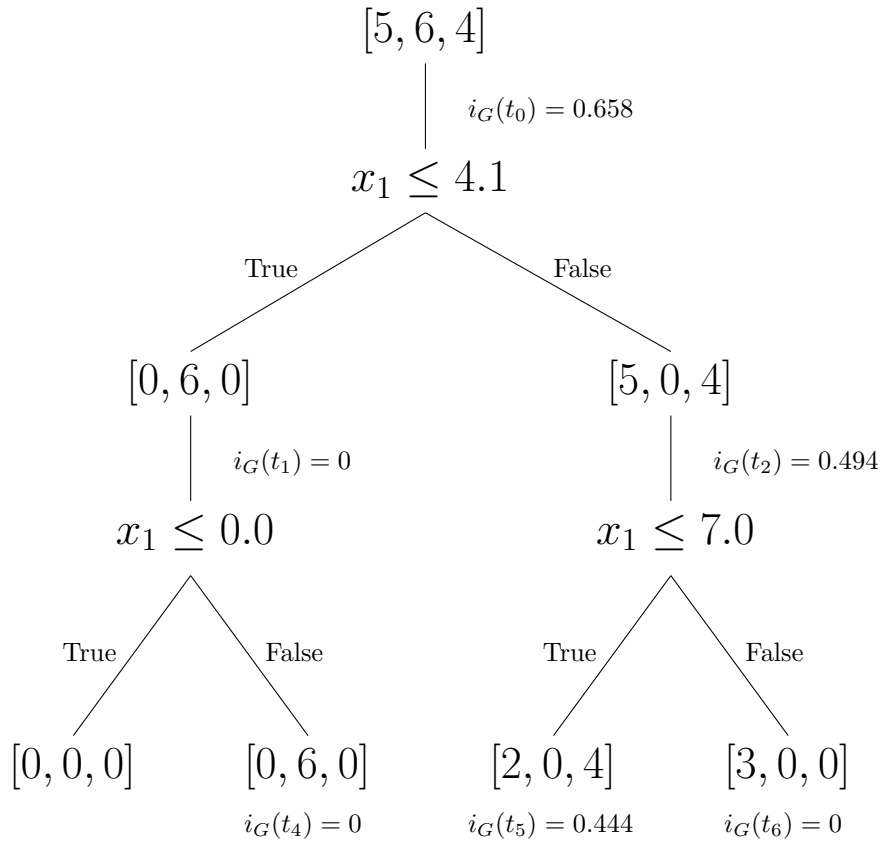 [5, 6, 4]
i_G(t_0) = 0.658
x_1 ≤ 4.1
True False
[0, 6, 0] [5, 0, 4]
i_G(t_1) = 0 i_G(t_2) = 0.494
x_1 ≤ 0.0 x_1 ≤ 7.0
True False True False
[0, 0, 0] [0, 6, 0] [2, 0, 4] [3, 0, 0]
i_G(t_4) = 0 i_G(t_5) = 0.444 i_G(t_6) = 0